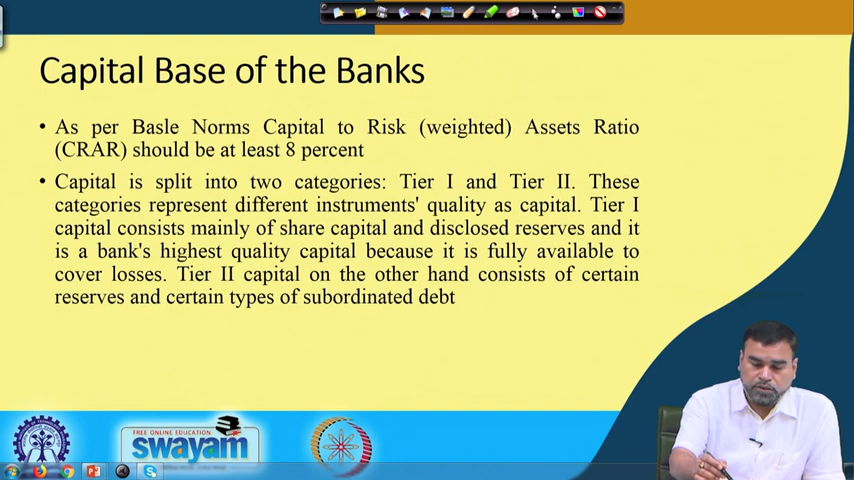 Capital Base of the Banks
• As per Basle Norms Capital to Risk (weighted) Assets Ratio
(CRAR) should be at least 8 percent
• Capital is split into two categories: Tier I and Tier II. These
categories represent different instruments' quality as capital. Tier I
capital consists mainly of share capital and disclosed reserves and it
is a bank's highest quality capital because it is fully available to
cover losses. Tier II capital on the other hand consists of certain
reserves and certain types of subordinated debt
FREE ONLINE EDUCATION
swayam